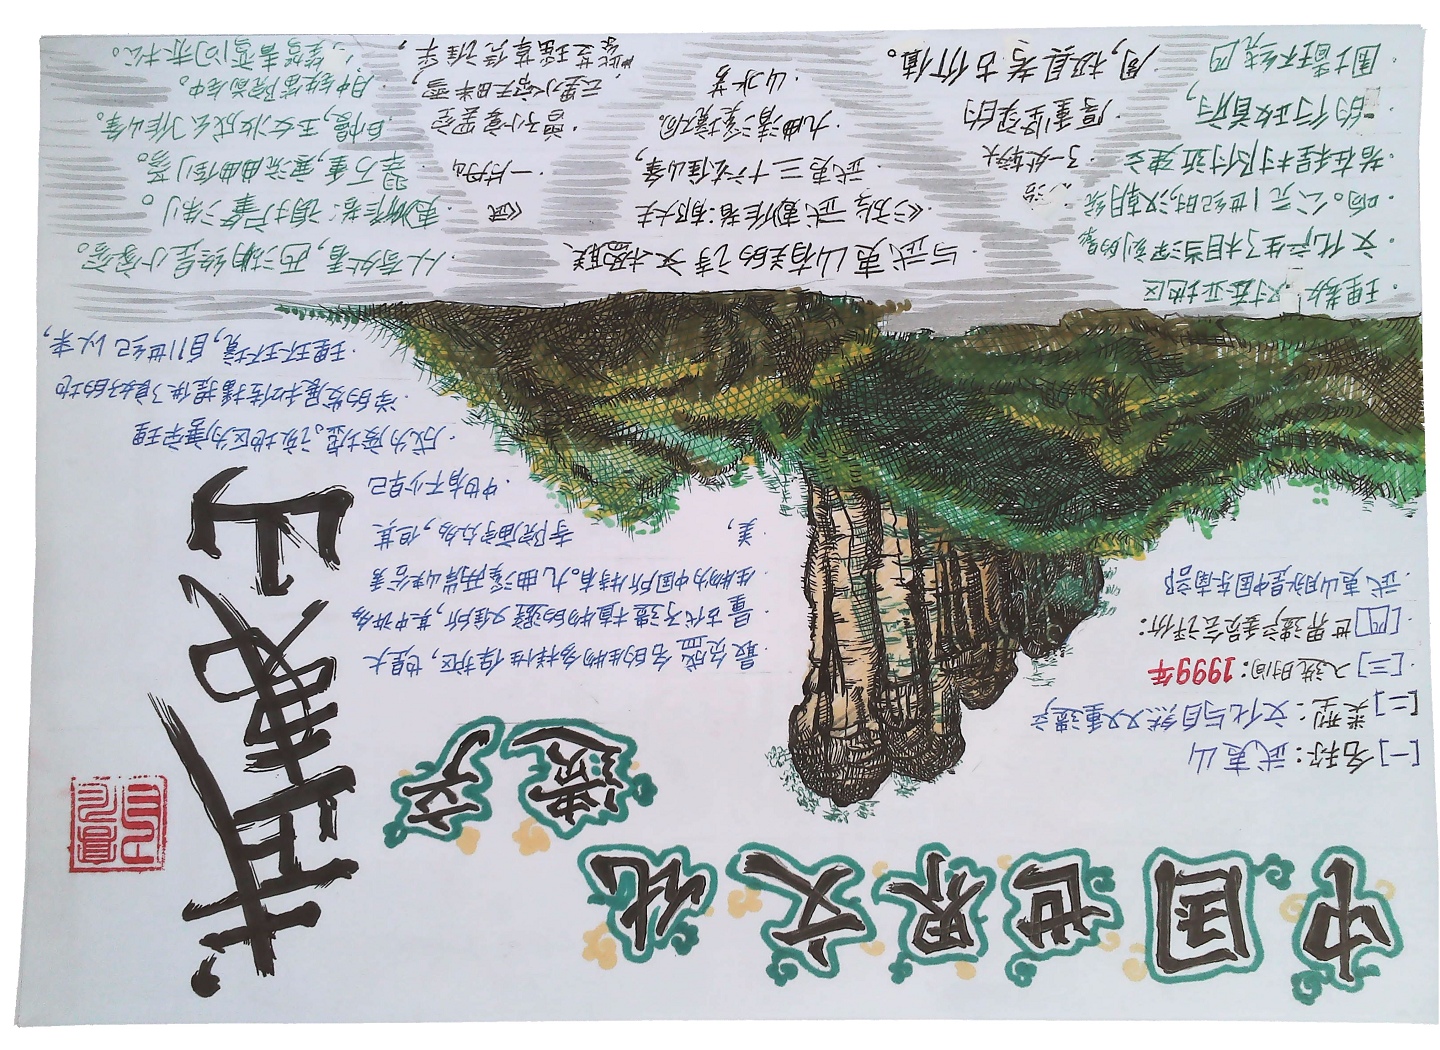 中国世界文化
遗产
武夷山
[一]名称:武夷山
[二]类型:文化与自然双重遗产
[三]入选时间:1999年
[四]世界遗产委员会评价:
武夷山脉是中国东南部
最负盛名的生物多样性保护区,也是大
量古代孑遗植物的避难所,其中许多
生物为中国所特有。九曲溪两岸峡谷秀
美,寺院庙宇众多,但其
中也有不少早已
成为废墟。该地区为唐宋理
学的发展和传播提供了良好的地
理环境,自11世纪以来,
理教对东亚地区
文化产生了相当深刻的影
响。公元1世纪时,汉朝统治
者在程村附近建立了一处较大
的行政首府,厚重坚实的
围墙环绕四周,极具考古价值。
与武夷山有关的诗文、楹联
《游武夷》作者:郁大夫
武夷三十六雄峰,
九曲清溪境不同。
山水芳
从奇处看,西湖终是小家容。
《武夷》作者:谢肇淛。
一片丹山翠万重,寒流曲曲倒芙。
曾子小宴罢空白幔,玉女妆成幻作峰。
云里水帘天畔雪,月中铁笛院前钟。
紫芝瑶草凭谁采,笙驾青鸾问赤松。